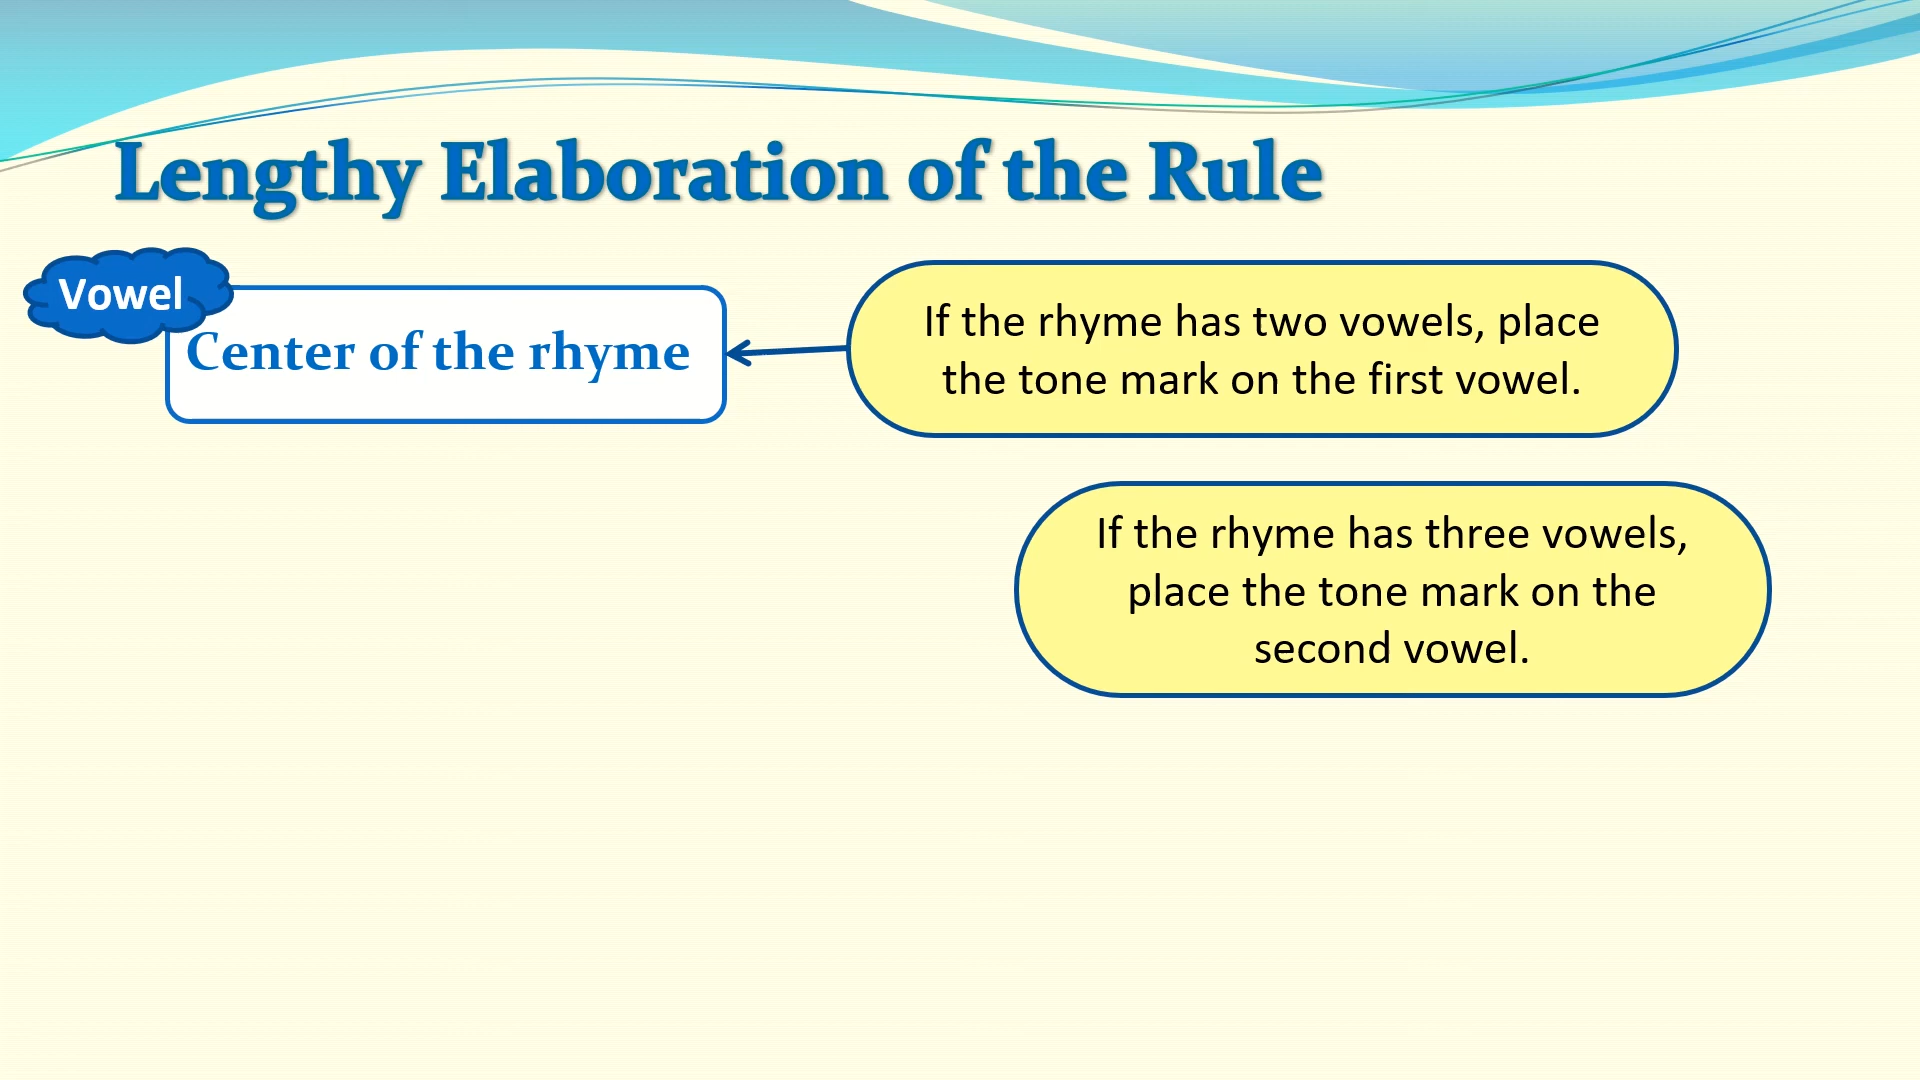 Lengthy Elaboration of the Rule
Vowel
Center of the rhyme
If the rhyme has two vowels, place
the tone mark on the first vowel.
If the rhyme has three vowels,
place the tone mark on the
second vowel.